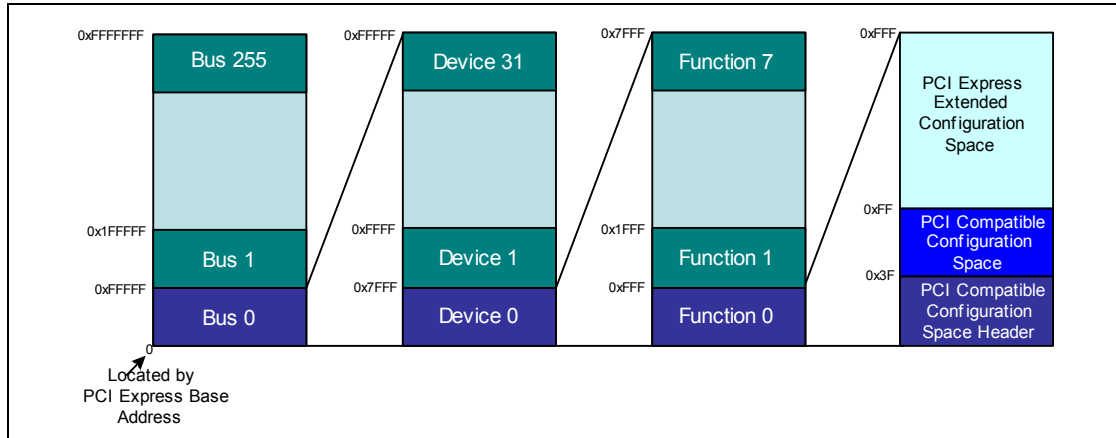 0xFFFFFFF
Bus 255
0x1FFFFF
Bus 1
0xFFFFF
Bus 0
0
Located by
PCI Express Base
Address
0xFFFFF
Device 31
0xFFFF
Device 1
0x7FFF
Device 0
0x7FFF
Function 7
0x1FFF
Function 1
0xFFF
Function 0
0xFFF
PCI Express
Extended
Configuration
Space
0xFF
PCI Compatible
Configuration
Space
0x3F
PCI Compatible
Configuration
Space Header